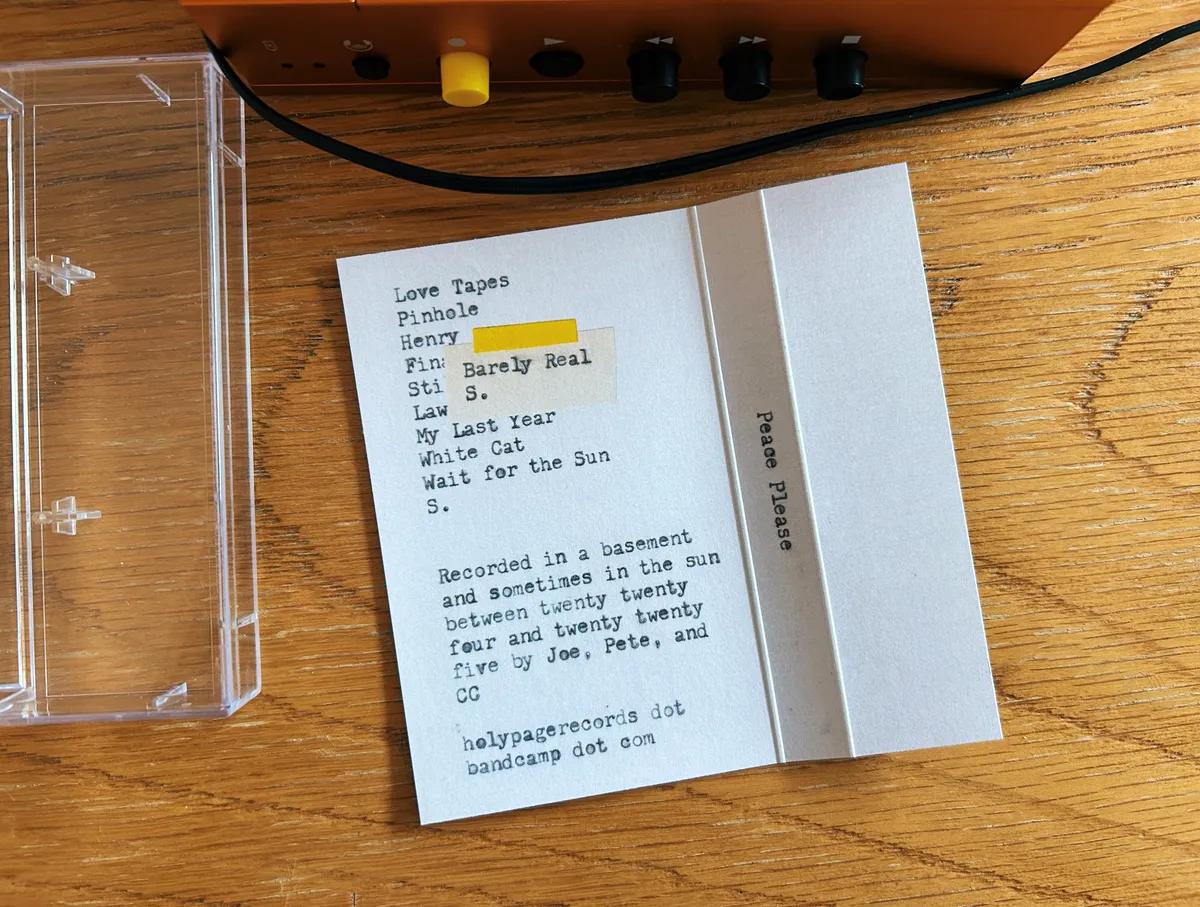 Love Tapes
Pinhole
Henry
Barely Real
S.
My Last Year
White Cat
Wait for the Sun
S.
Recorded in a basement
and sometimes in the sun
between twenty twenty
four and twenty twenty
five by Joe, Pete, and
CC
holypagerecords dot
bandcamp dot com
Peace Please